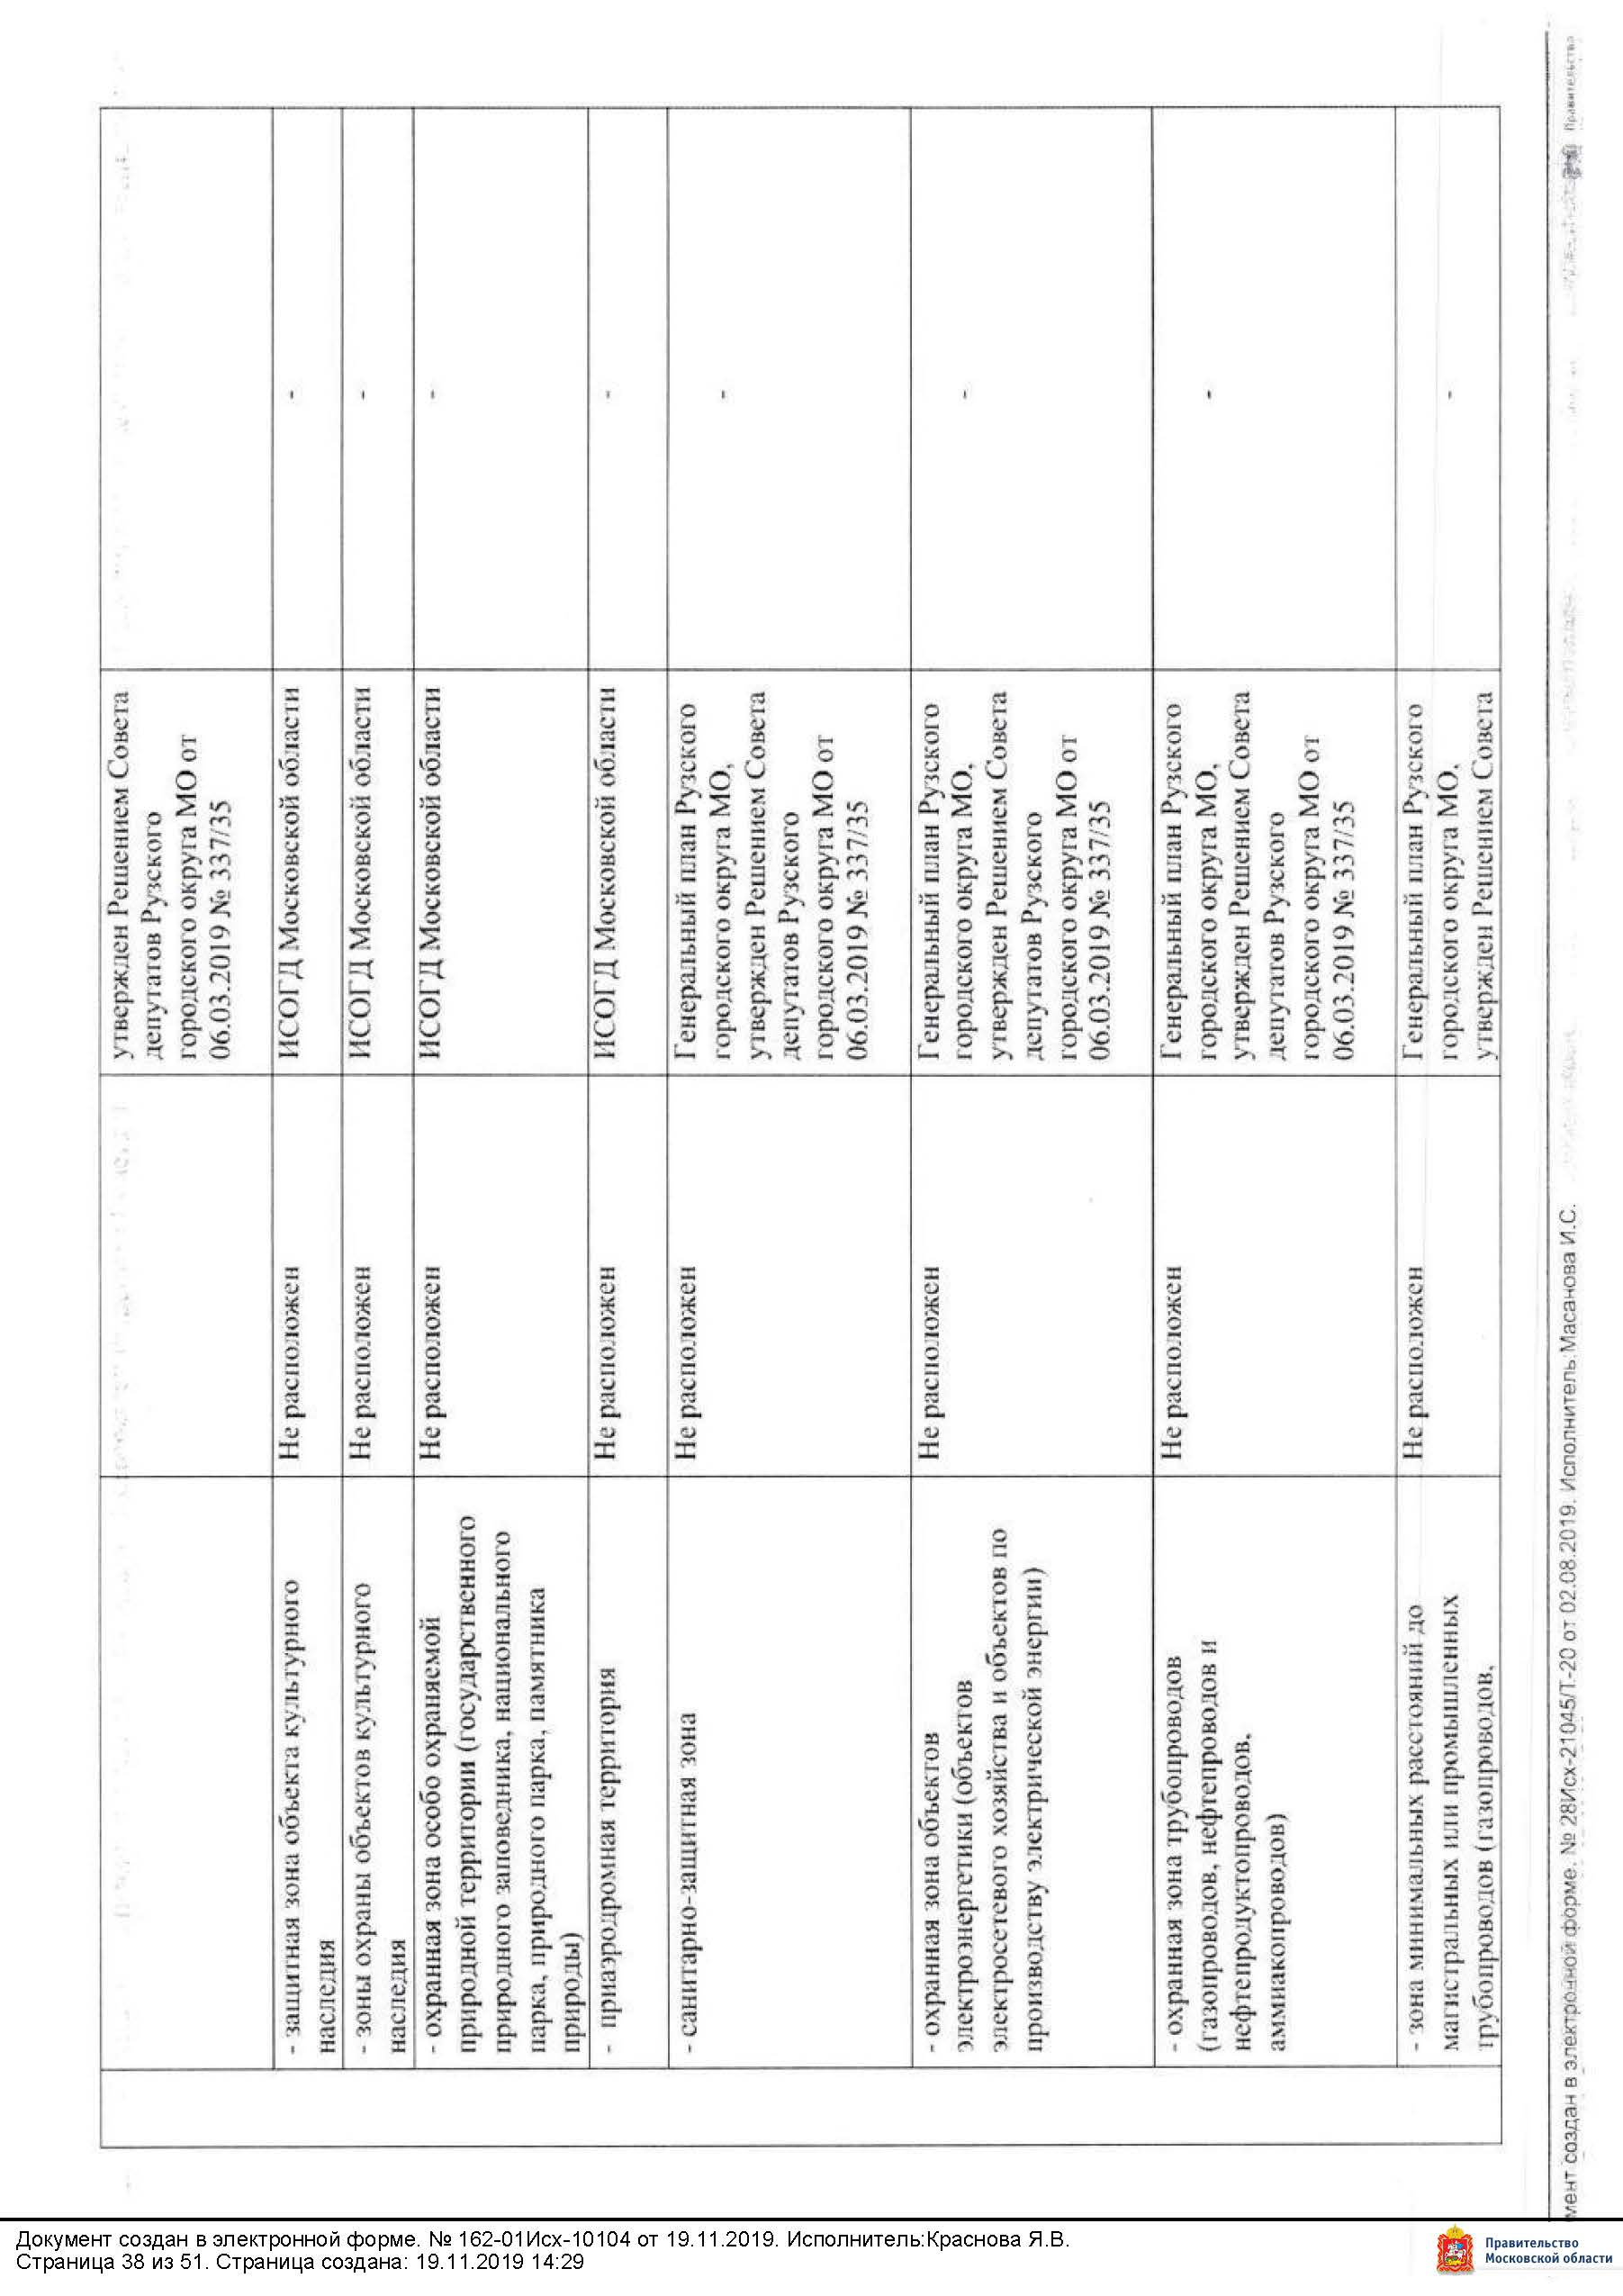 утвержден Решением Совета
депутатов Рузского
городского округа МО от
06.03.2019 № 337/35
- защитная зона объекта культурного
наследия
Не расположен
ИСОГД Московской области
-
- зоны охраны объектов культурного
наследия
Не расположен
ИСОГД Московской области
-
- охранная зона особо охраняемой
природной территории (государственного
природного заповедника, национального
парка, природного парка, памятника
природы)
Не расположен
ИСОГД Московской области
-
- приаэродромная территория
Не расположен
ИСОГД Московской области
-
- санитарно-защитная зона
Не расположен
Генеральный план Рузского
городского округа МО,
утвержден Решением Совета
депутатов Рузского
городского округа МО от
06.03.2019 № 337/35
-
- охранная зона объектов
электроэнергетики (объектов
электросетевого хозяйства и объектов по
производству электрической энергии)
Не расположен
Генеральный план Рузского
городского округа МО,
утвержден Решением Совета
депутатов Рузского
городского округа МО от
06.03.2019 № 337/35
-
- охранная зона трубопроводов
(газопроводов, нефтепроводов и
нефтепродуктопроводов,
аммиакопроводов)
Не расположен
Генеральный план Рузского
городского округа МО,
утвержден Решением Совета
депутатов Рузского
городского округа МО от
06.03.2019 № 337/35
-
- зона минимальных расстояний до
магистральных или промышленных
трубопроводов (газопроводов,
Не расположен
Генеральный план Рузского
городского округа МО,
утвержден Решением Совета
-
мент создан в электронной форме. № 28Исх-21045/Т-20 от 02.08.2019. Исполнитель:Масанова И.С.
Правительство
Документ создан в электронной форме. № 162-01Исх-10104 от 19.11.2019. Исполнитель:Краснова Я.В.
Страница 38 из 51. Страница создана: 19.11.2019 14:29
Правительство
Московской области